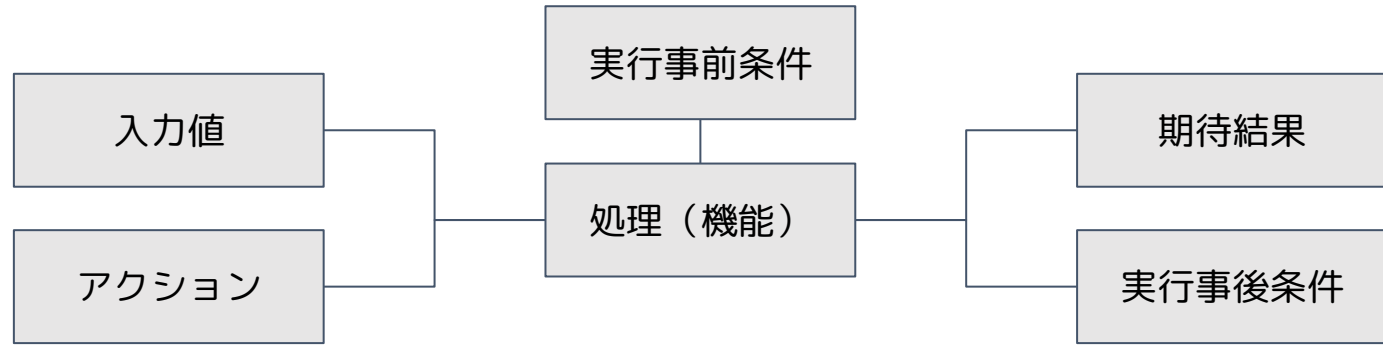 実行事前条件
入力値
期待結果
処理（機能）
アクション
実行事後条件